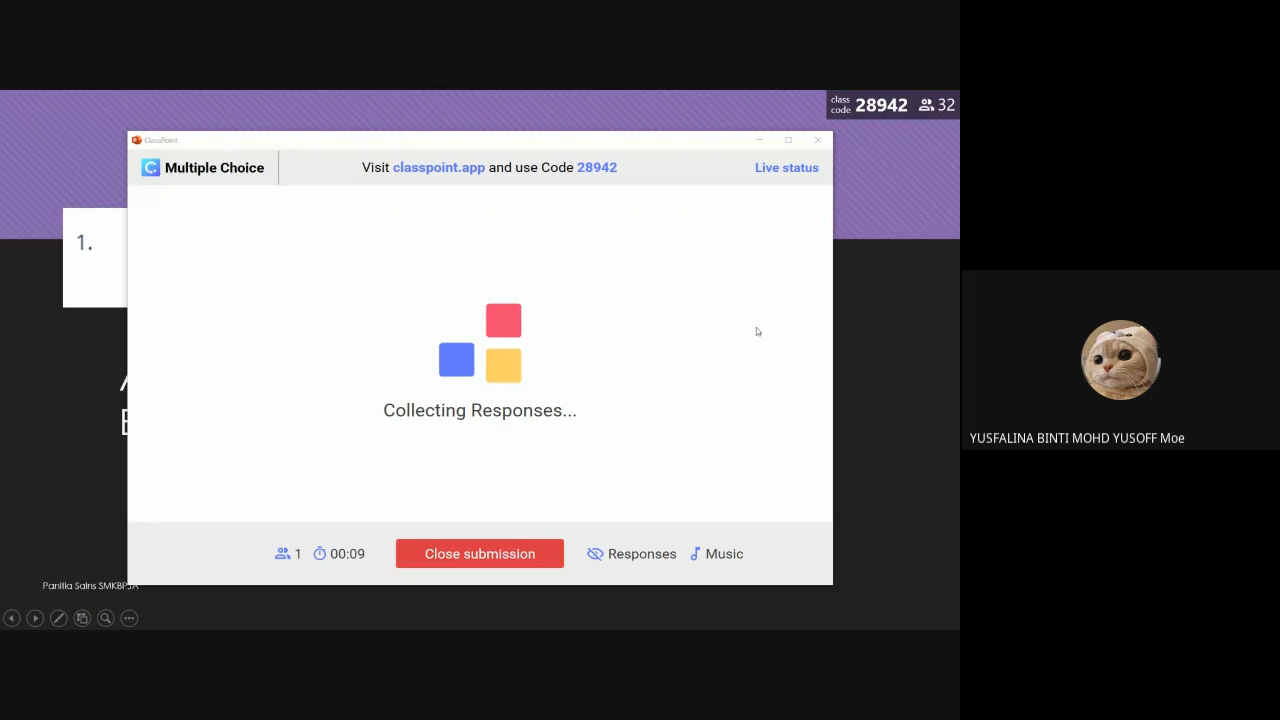 class
code 28942 32
ClassPoint
Multiple Choice
Visit classpoint.app and use Code 28942
Live status
1.
Collecting Responses...
1 00:09
Close submission
Responses
Music
Panitia Sains SMKBPJA
YUSFALINA BINTI MOHD YUSOFF Moe